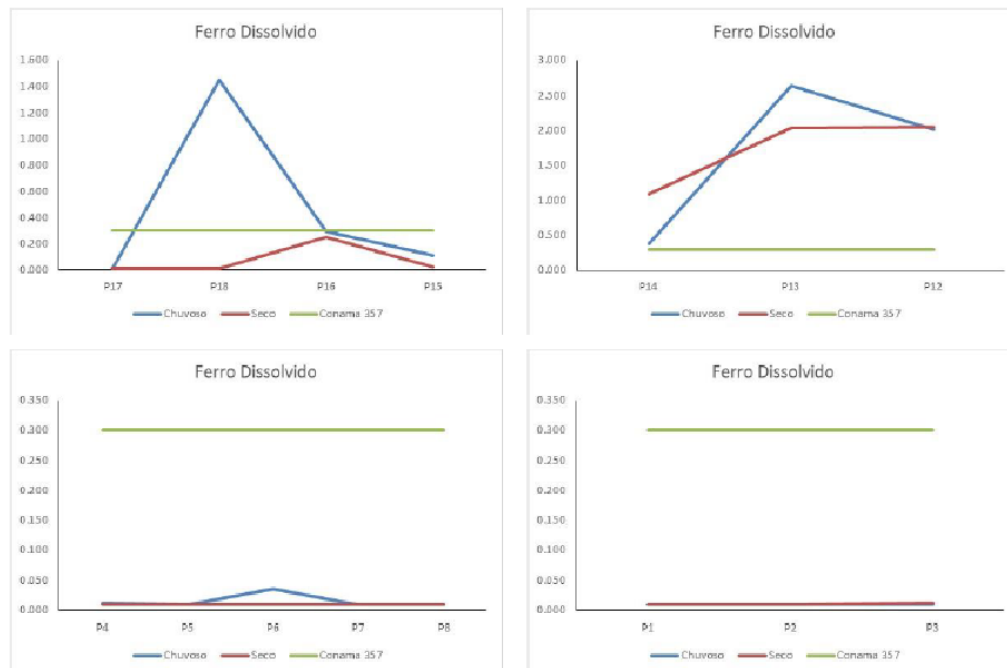 Ferro Dissolvido
1.600
1.400
1.200
1.000
0.800
0.600
0.400
0.200
0.000
P17 P18 P16 P15
Chuvoso Seco Conama 357
Ferro Dissolvido
3.000
2.500
2.000
1.500
1.000
0.500
0.000
P14 P13 P12
Chuvoso Seco Conama 357
Ferro Dissolvido
0.350
0.300
0.250
0.200
0.150
0.100
0.050
0.000
P4 P5 P6 P7 P8
Chuvoso Seco Conama 357
Ferro Dissolvido
0.350
0.300
0.250
0.200
0.150
0.100
0.050
0.000
P1 P2 P3
Chuvoso Seco Conama 357